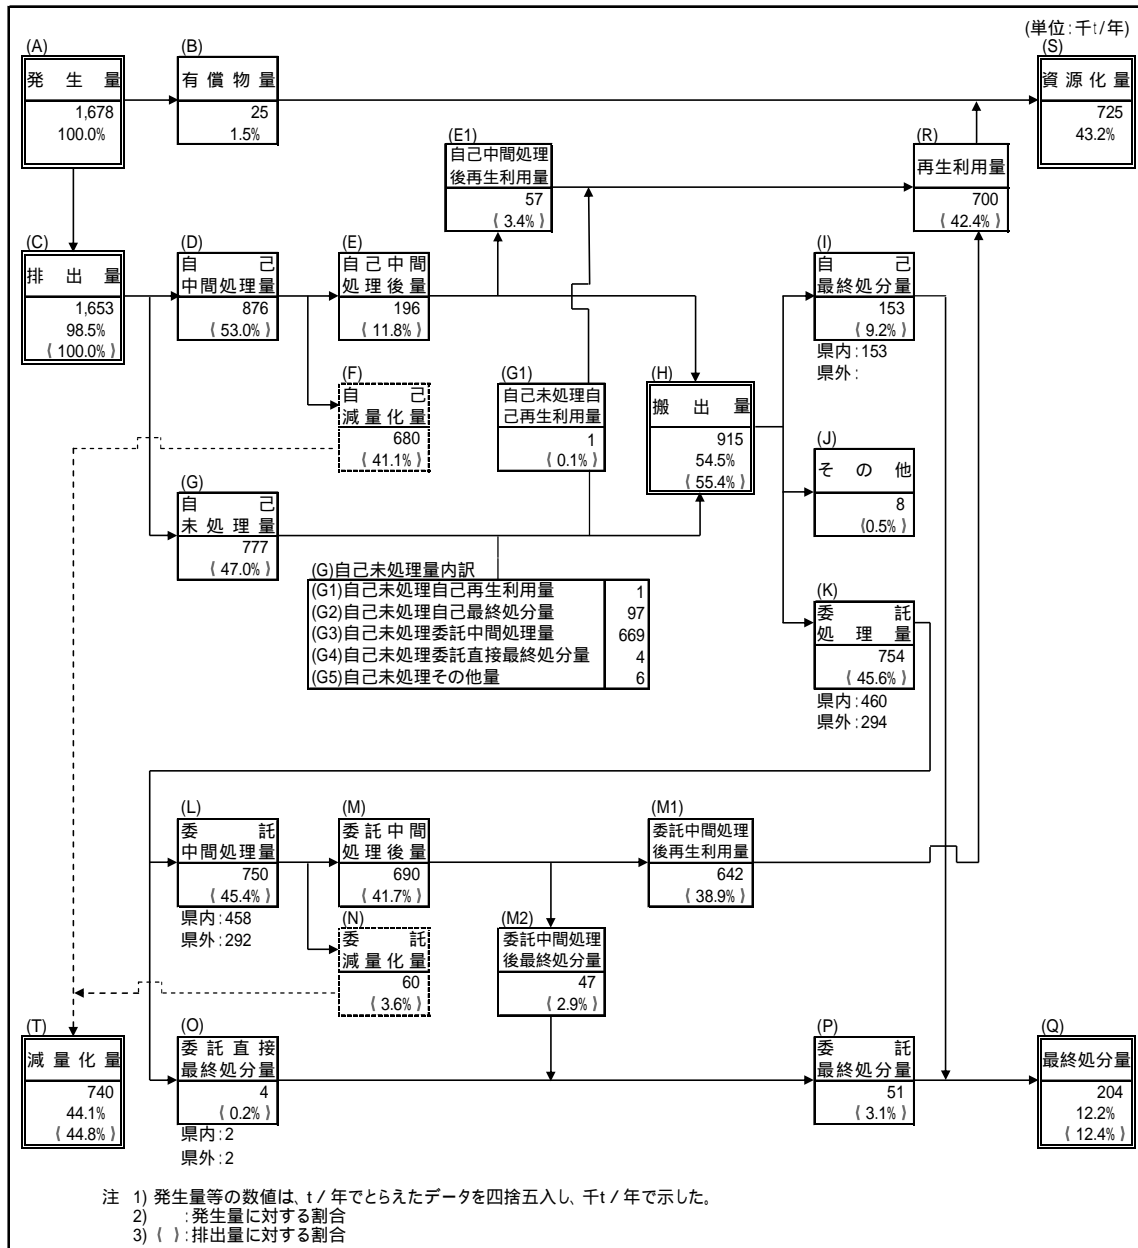 (単位:千t/年)
(A)
発生量
1,678
100.0%
(B)
有償物量
25
1.5%
(S)
資源化量
725
43.2%
(E1)
自己中間処理
後再生利用量
57
( 3.4% )
(R)
再生利用量
700
( 42.4% )
(C)
排出量
1,653
98.5%
( 100.0% )
(D)
自己
中間処理量
876
( 53.0% )
(E)
自己中間
処理後量
196
( 11.8% )
(I)
自己
最終処分量
153
( 9.2% )
県内:153
県外:
(F)
自己
減量化量
680
( 41.1% )
(G1)
自己未処理自
己再生利用量
1
( 0.1% )
(H)
搬出量
915
54.5%
( 55.4% )
(J)
その他
8
(0.5% )
(G)
自己
未処理量
777
( 47.0% )
(G)自己未処理量内訳
(G1)自己未処理自己再生利用量 1
(G2)自己未処理自己最終処分量 97
(G3)自己未処理委託中間処理量 669
(G4)自己未処理委託直接最終処分量 4
(G5)自己未処理その他量 6
(K)
委託
処理量
754
( 45.6% )
県内:460
県外:294
(L)
委託
中間処理量
750
( 45.4% )
県内:458
県外:292
(M)
委託中間
処理後量
690
( 41.7% )
(M1)
委託中間処理
後再生利用量
642
( 38.9% )
(N)
委託
減量化量
60
( 3.6% )
(M2)
委託中間処理
後最終処分量
47
( 2.9% )
(T)
減量化量
740
44.1%
( 44.8% )
(O)
委託直接
最終処分量
4
( 0.2% )
県内:2
県外:2
(P)
委託
最終処分量
51
( 3.1% )
(Q)
最終処分量
204
12.2%
( 12.4% )
注 1) 発生量等の数値は、t/年でとらえたデータを四捨五入し、千t/年で示した。
2) :発生量に対する割合
3) ( ):排出量に対する割合